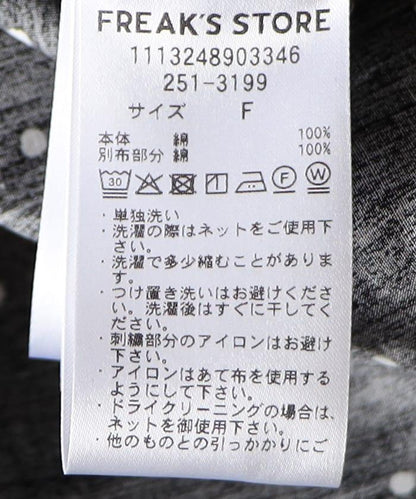 FREAK'S STORE
1113248903346
251-3199
サイズ F
本体 綿 100%
別布部分 綿 100%
30 F W
・単独洗い
・洗濯の際はネットをご使用下
さい。
・洗濯で多少縮むことがありま
す。
・つけ置き洗いはお避けくださ
い。洗濯後はすぐに干してく
ださい。
・刺繍部分のアイロンはお避け
下さい。
・アイロンはあて布を使用する
ようにして下さい。
・ドライクリーニングの場合は、
ネットを御使用下さい。
・他のものとの引っかかりにご